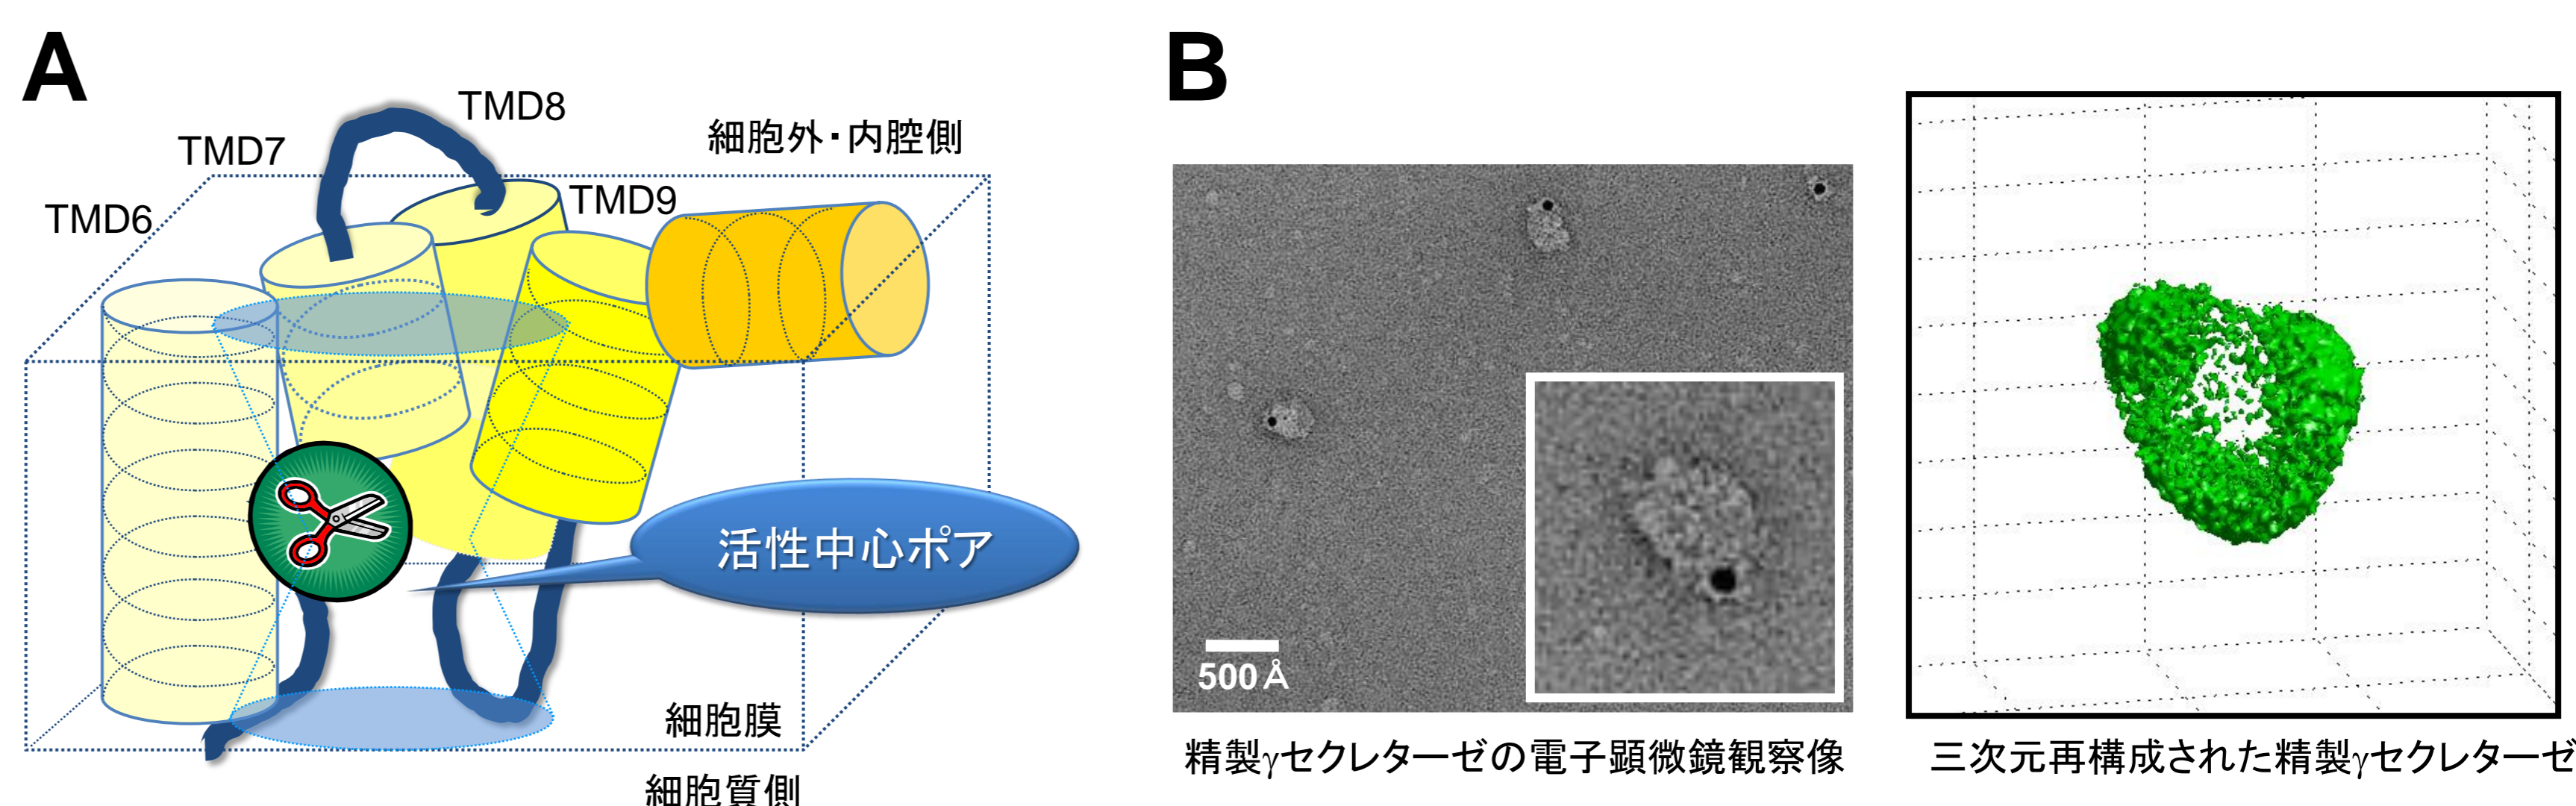 A
TMD8
TMD7
細胞外・内腔側
TMD9
TMD6
活性中心ポア
細胞膜
細胞質側
B
500 Å
精製γセクレターゼの電子顕微鏡観察像
三次元再構成された精製γセクレターゼ